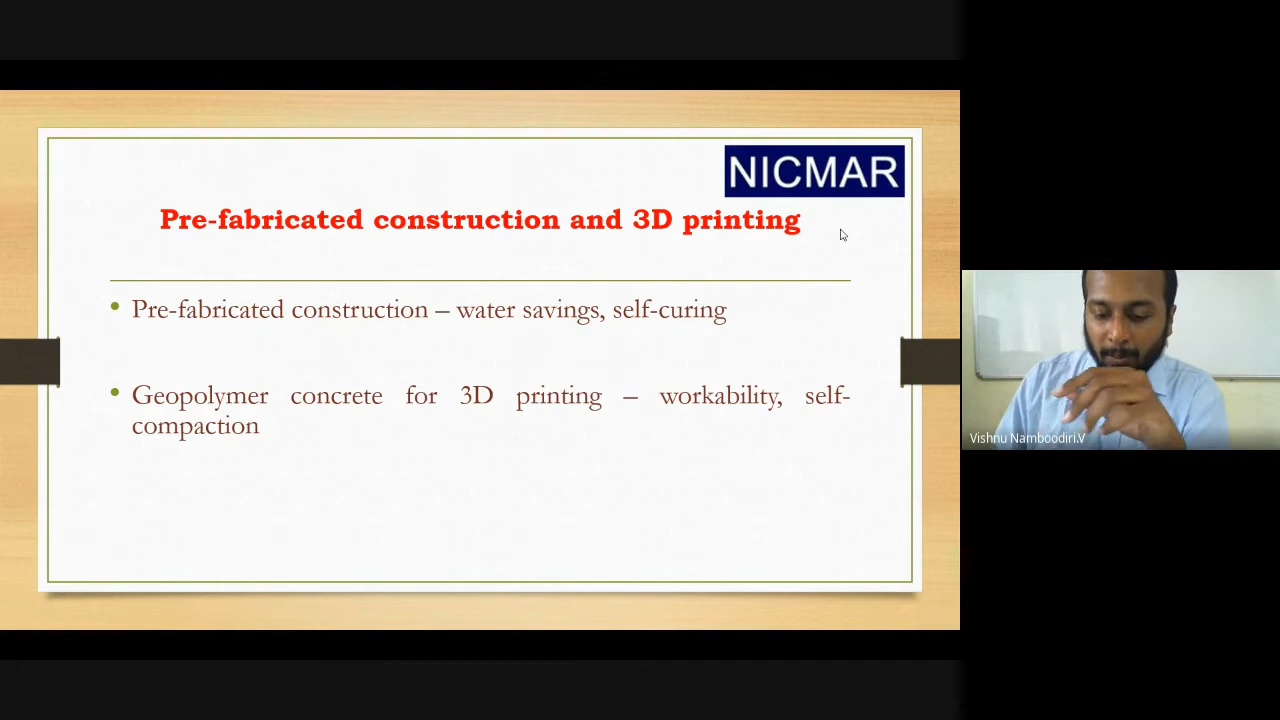 NICMAR
Pre-fabricated construction and 3D printing
Pre-fabricated construction – water savings, self-curing
Geopolymer concrete for 3D printing – workability, self-
compaction
Vishnu Namboodiri.V